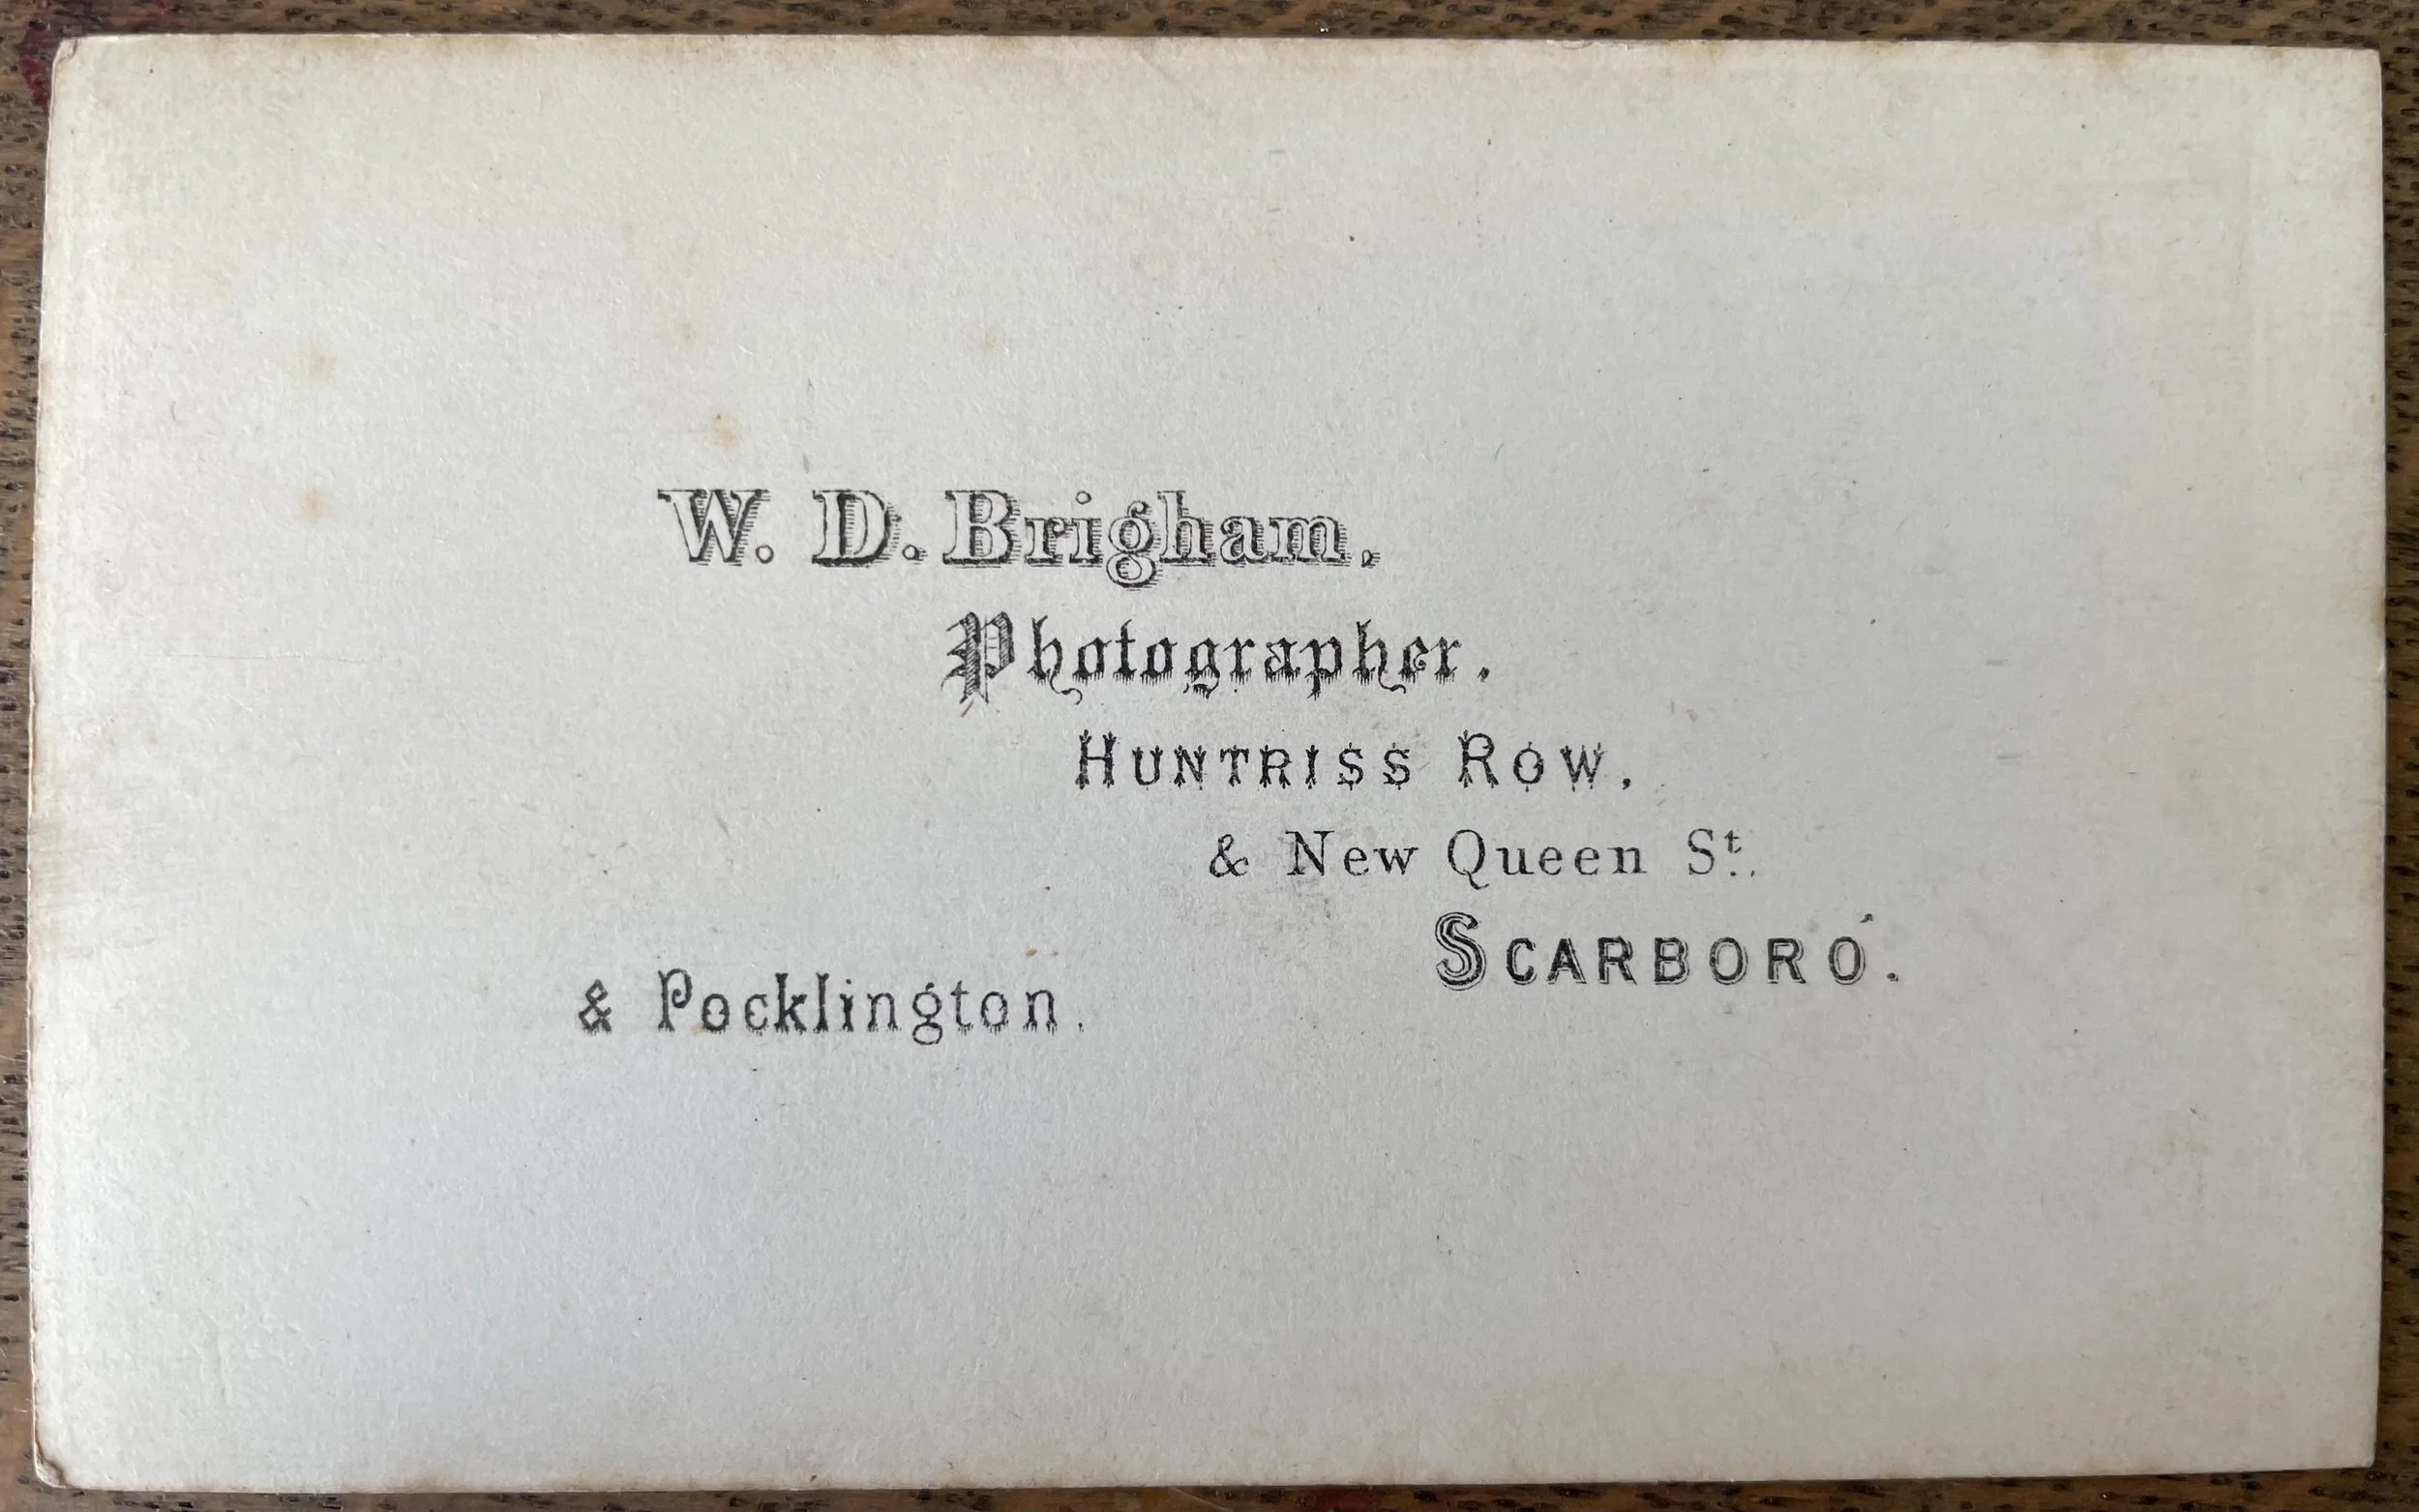 W. D. Brigham,
Photographer.
HUNTRISS ROW.
& New Queen St.,
SCARBORO'.
& Pocklington.